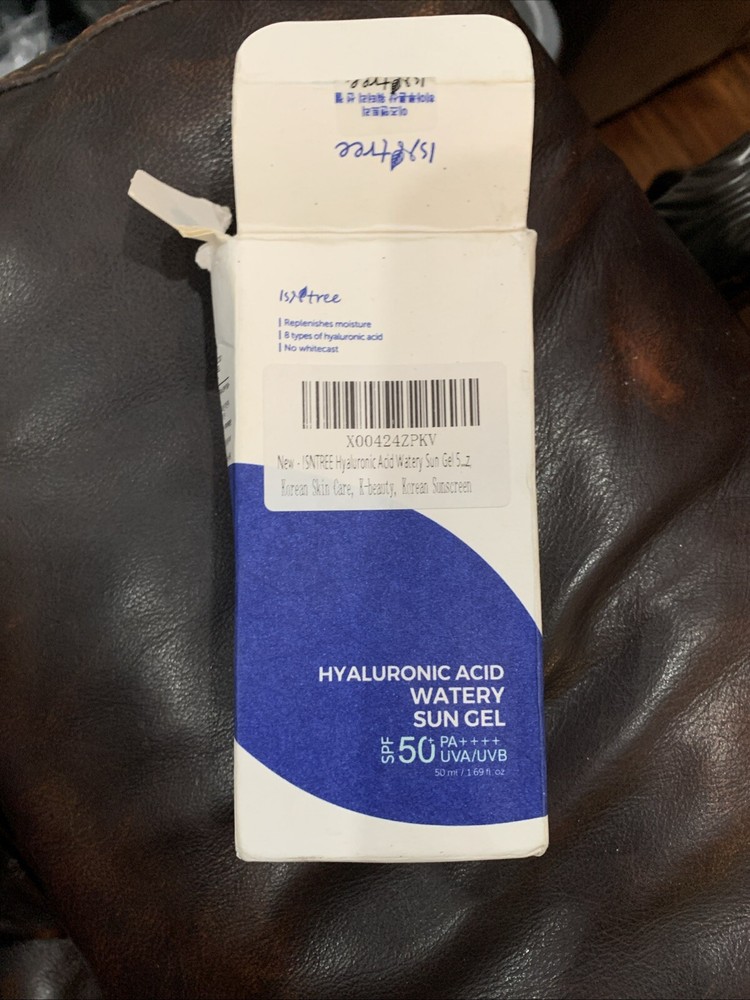 Isntree
Isntree
Isntree
Replenishes moisture
8 types of hyaluronic acid
No whitecast
X00424ZPKV
New - ISNTREE Hyaluronic Acid Watery Sun Gel
Korean Skin Care, K-beauty, Korean Sunscreen
HYALURONIC ACID
WATERY
SUN GEL
SPF 50+ PA++++
UVA/UVB
50 ml / 1.69 fl. oz